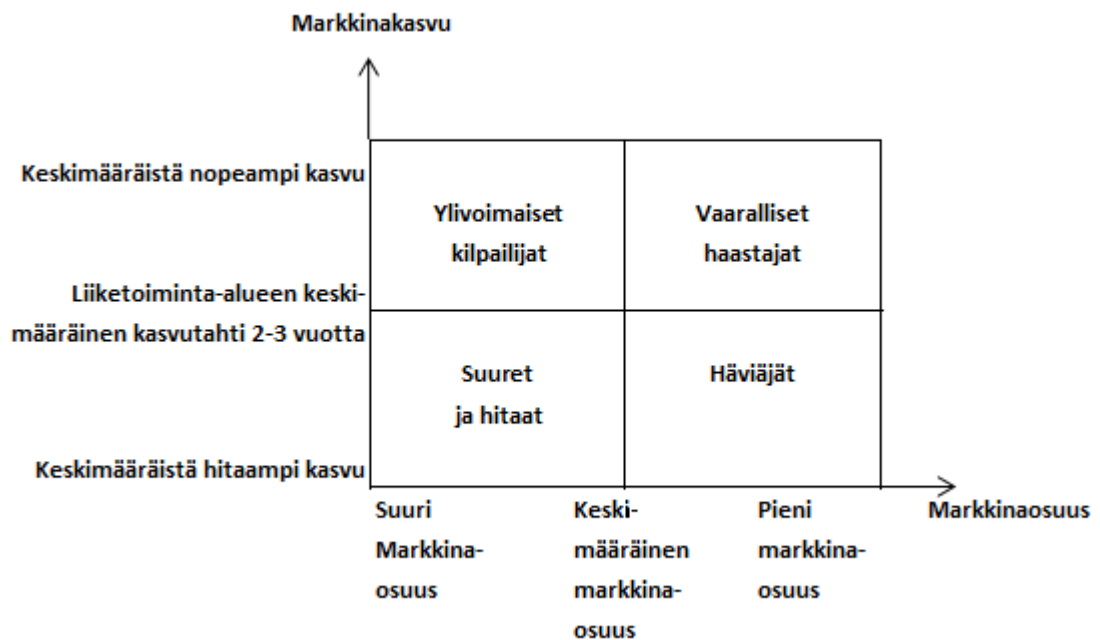 Markkinakasvu
Keskimääräistä nopeampi kasvu
Ylivoimaiset
kilpailijat
Vaaralliset
haastajat
Liiketoiminta-alueen keski-
määräinen kasvutahti 2-3 vuotta
Suuret
ja hitaat
Häviäjät
Keskimääräistä hitaampi kasvu
Suuri
Markkina-
osuus
Keski-
määräinen
markkina-
osuus
Pieni
markkina-
osuus
Markkinaosuus